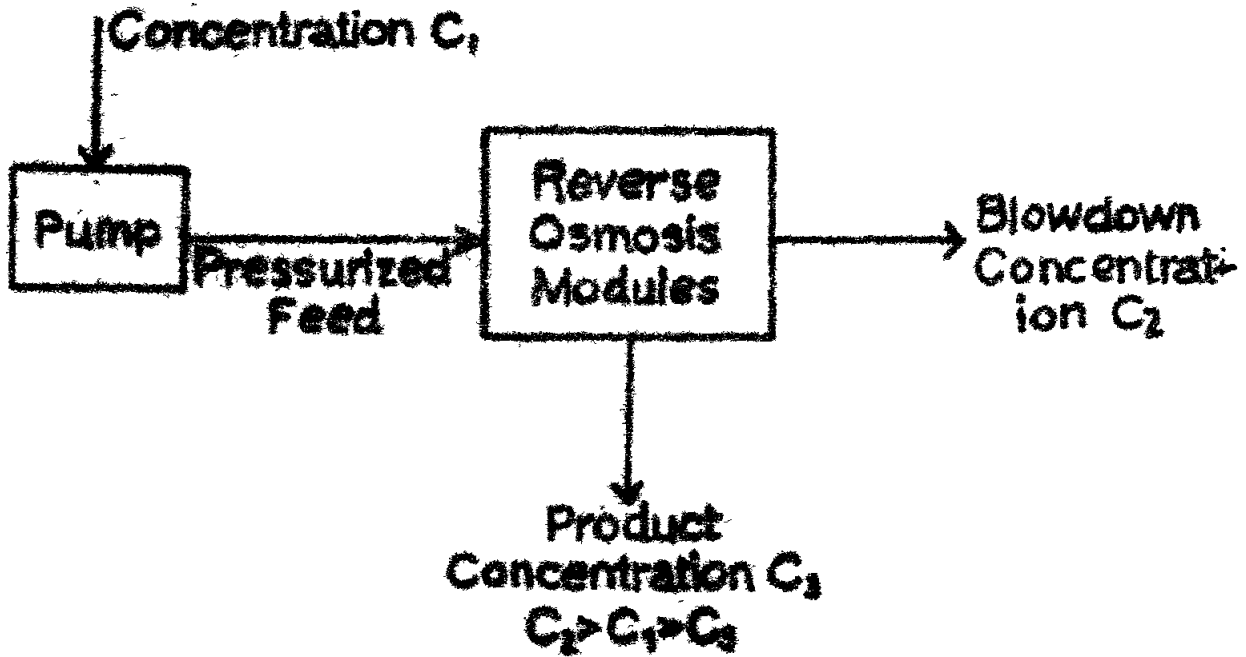 Concentration C₁
Pump
Pressurized
Feed
Reverse
Osmosis
Modules
Blowdown
Concentrat-
ion C₂
Product
Concentration C₃
C₂>C₁>C₃